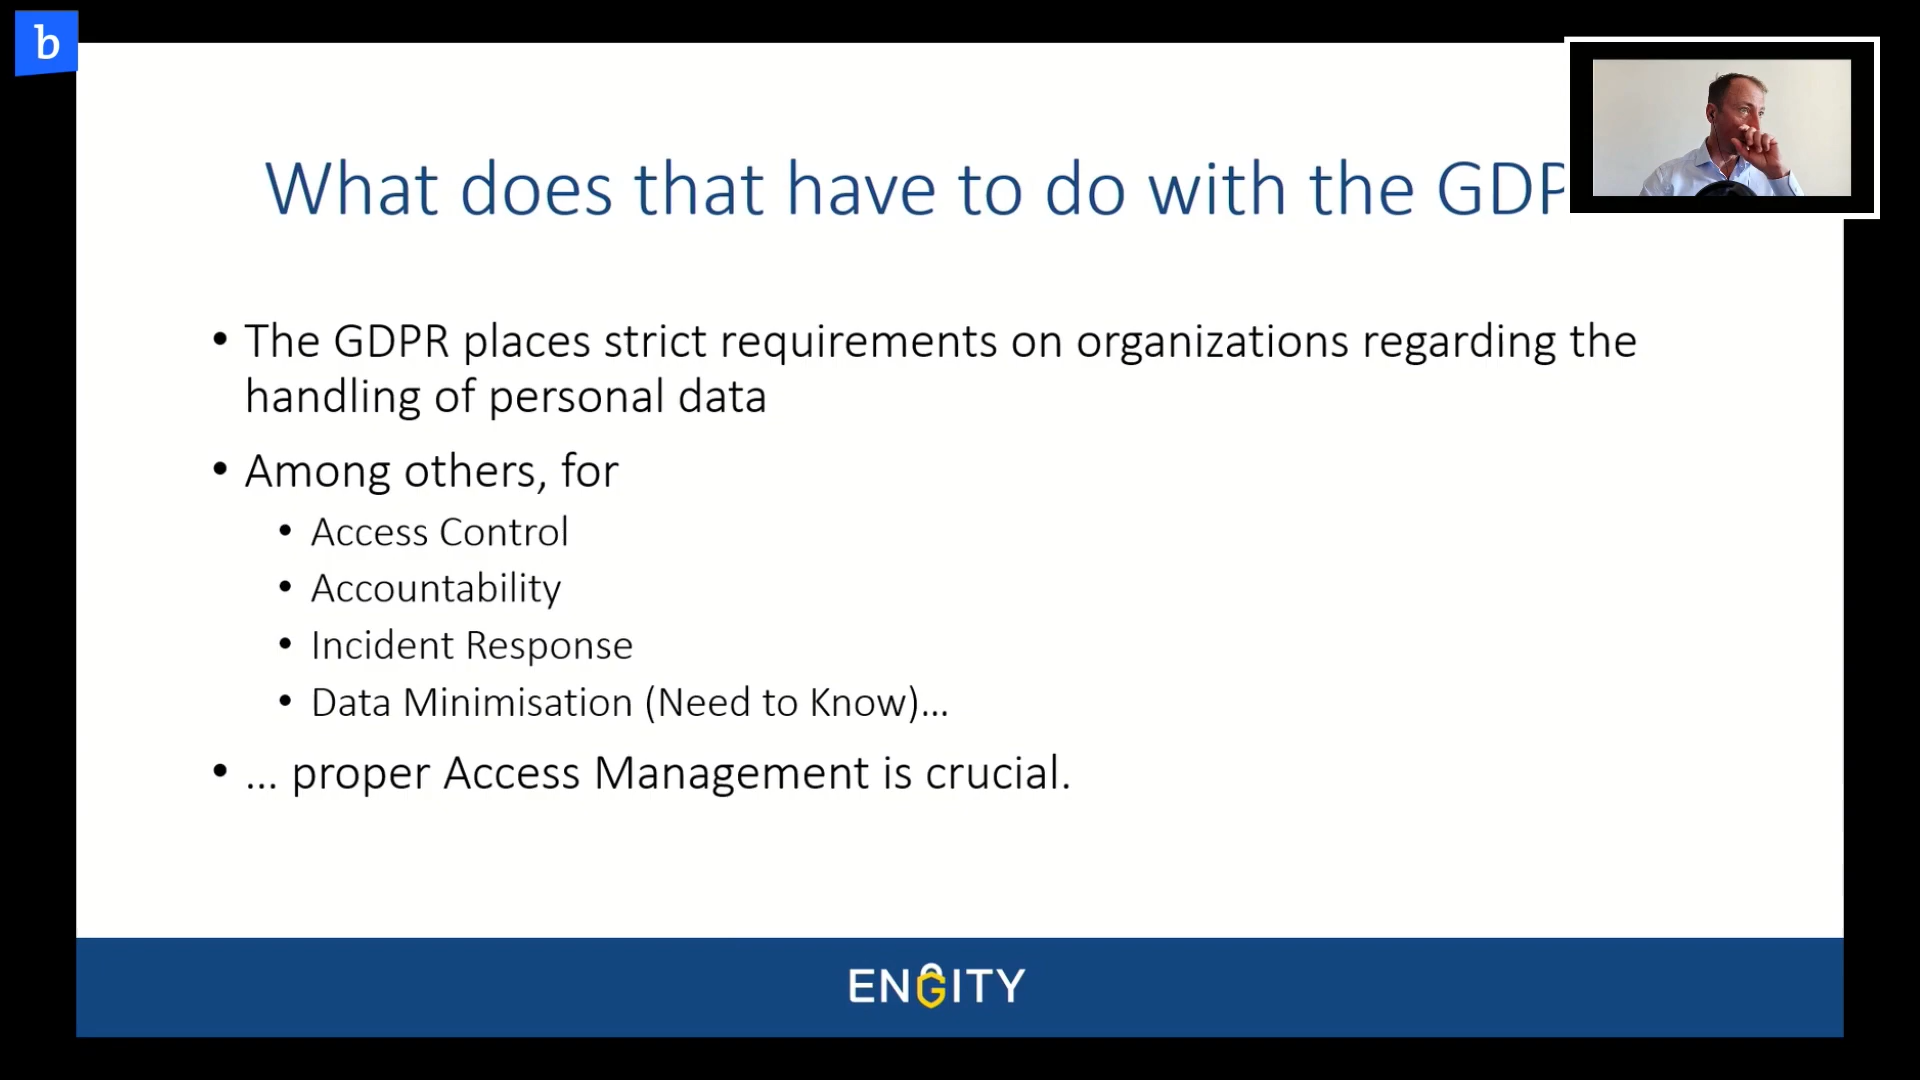 b
What does that have to do with the GDP
• The GDPR places strict requirements on organizations regarding the
handling of personal data
• Among others, for
• Access Control
• Accountability
• Incident Response
• Data Minimisation (Need to Know)...
• ... proper Access Management is crucial.
ENGITY